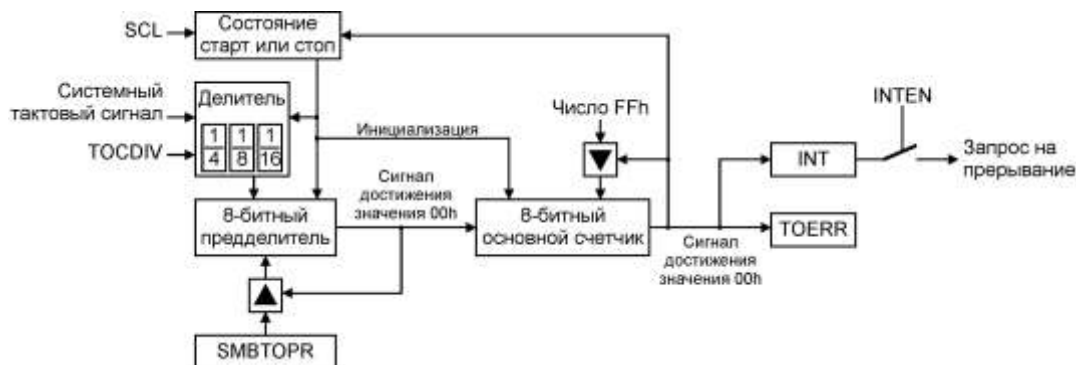 SCL
Состояние
старт или стоп
Системный
тактовый сигнал
TOCDIV
Делитель
1 1 1
4 8 16
Инициализация
Число FFh
INTEN
INT
Запрос на
прерывание
8-битный
предделитель
Сигнал
достижения
значения 00h
8-битный
основной счетчик
Сигнал
достижения
значения 00h
TOERR
SMBTOPR